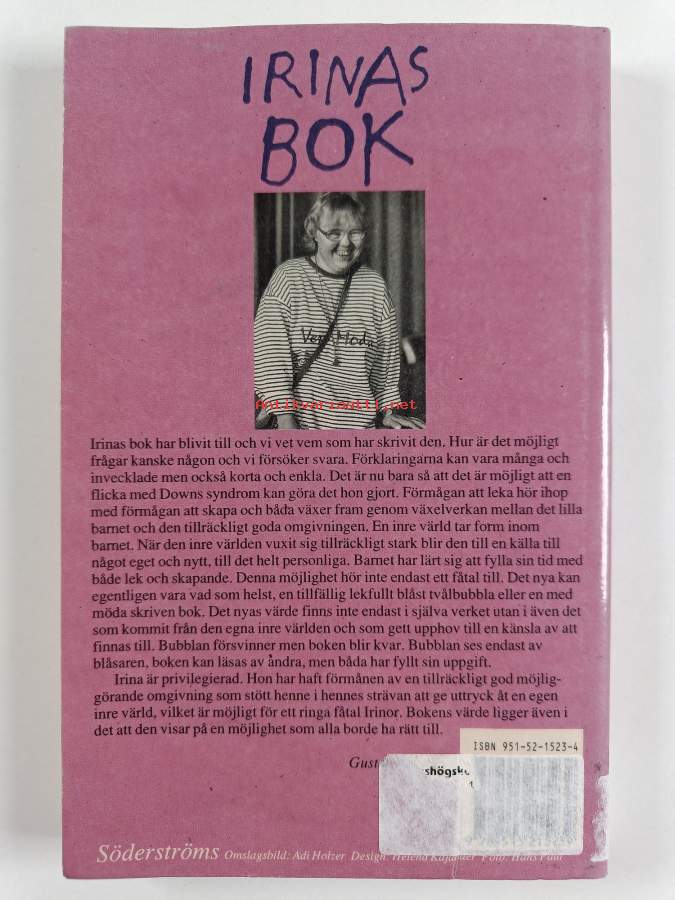 IRINAS
BOK
Vero Moda
Antikvariaatti.net
Irinas bok har blivit till och vi vet vem som har skrivit den. Hur är det möjligt
frågar kanske någon och vi försöker svara. Förklaringarna kan vara många och
invecklade men också korta och enkla. Det är nu bara så att det är möjligt att en
flicka med Downs syndrom kan göra det hon gjort. Förmågan att leka hör ihop
med förmågan att skapa och båda växer fram genom växelverkan mellan det lilla
barnet och den tillräckligt goda omgivningen. En inre värld tar form inom
barnet. När den inre världen vuxit sig tillräckligt stark blir den till en källa till
något eget och nytt, till det helt personliga. Barnet har lärt sig att fylla sin tid med
både lek och skapande. Denna möjlighet hör inte endast ett fåtal till. Det nya kan
egentligen vara vad som helst, en tillfällig lekfullt blåst tvålbubbla eller en med
möda skriven bok. Det nyas värde finns inte endast i själva verket utan i även det
som kommit från den egna inre världen och som gett upphov till en känsla av att
finnas till. Bubblan försvinner men boken blir kvar. Bubblan ses endast av
blåsaren, boken kan läsas av andra, men båda har fyllt sin uppgift.
Irina är privilegierad. Hon har haft förmånen av en tillräckligt god möjlig-
görande omgivning som stött henne i hennes strävan att ge uttryck åt en egen
inre värld, vilket är möjligt för ett ringa fåtal Irinor. Bokens värde ligger även i
det att den visar på en möjlighet som alla borde ha rätt till.
ISBN 951-52-1523-4
Gust
shögsk
Söderströms Omslagsbild: Adi Holzer Design: Helena Kajander Foto: Hans Paul